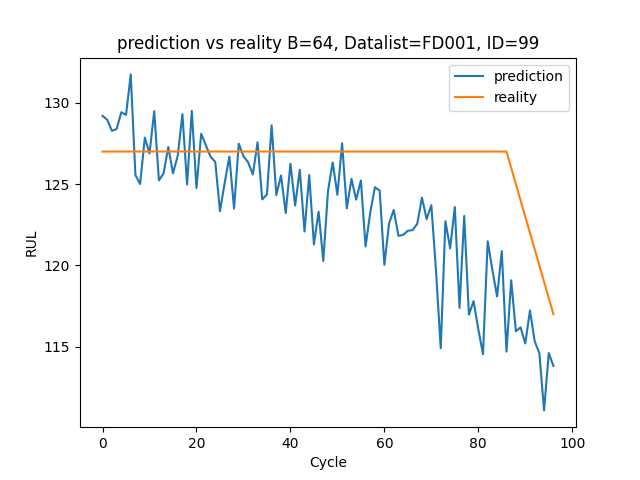 prediction vs reality B=64, Datalist=FD001, ID=99
prediction
reality
RUL
130
125
120
115
0 20 40 60 80 100
Cycle